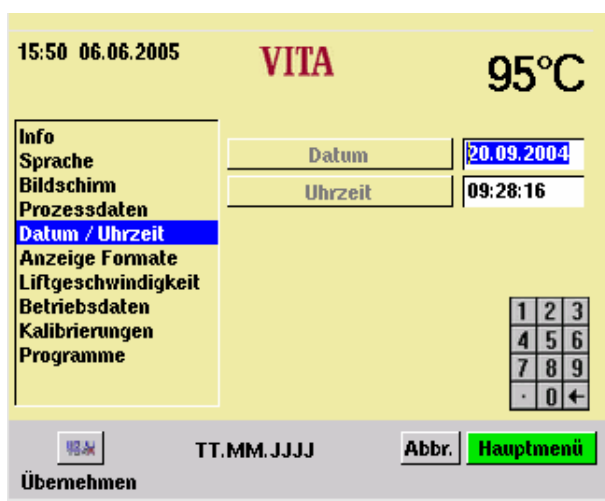 15:50 06.06.2005
VITA
95°C
Info
Sprache
Bildschirm
Prozessdaten
Datum / Uhrzeit
Anzeige Formate
Liftgeschwindigkeit
Betriebsdaten
Kalibrierungen
Programme
Datum 20.09.2004
Uhrzeit 09:28:16
1 2 3
4 5 6
7 8 9
· 0 ←
TT.MM.JJJJ
Abbr. Hauptmenü
Übernehmen